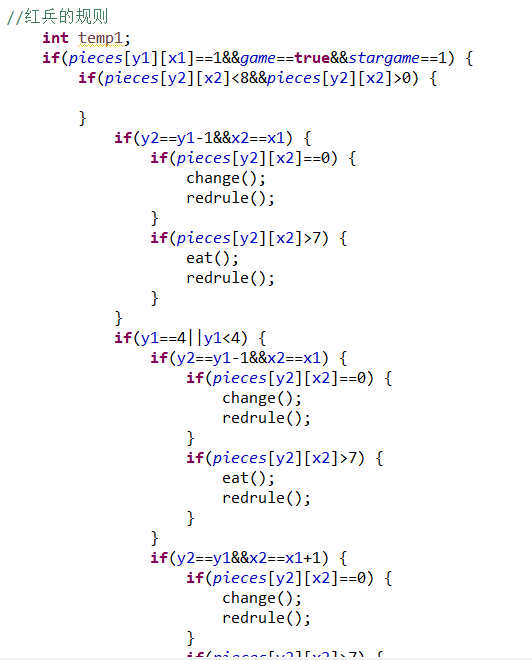 //红兵的规则
int temp1;
if(pieces[y1][x1]==1&&game==true&&stargame==1) {
if(pieces[y2][x2]<8&&pieces[y2][x2]>0) {
}
if(y2==y1-1&&x2==x1) {
if(pieces[y2][x2]==0) {
change();
redrule();
}
if(pieces[y2][x2]>7) {
eat();
redrule();
}
}
if(y1==4||y1<4) {
if(y2==y1-1&&x2==x1) {
if(pieces[y2][x2]==0) {
change();
redrule();
}
if(pieces[y2][x2]>7) {
eat();
redrule();
}
}
if(y2==y1&&x2==x1+1) {
if(pieces[y2][x2]==0) {
change();
redrule();
}
if(pieces[y2][x2]>7) {